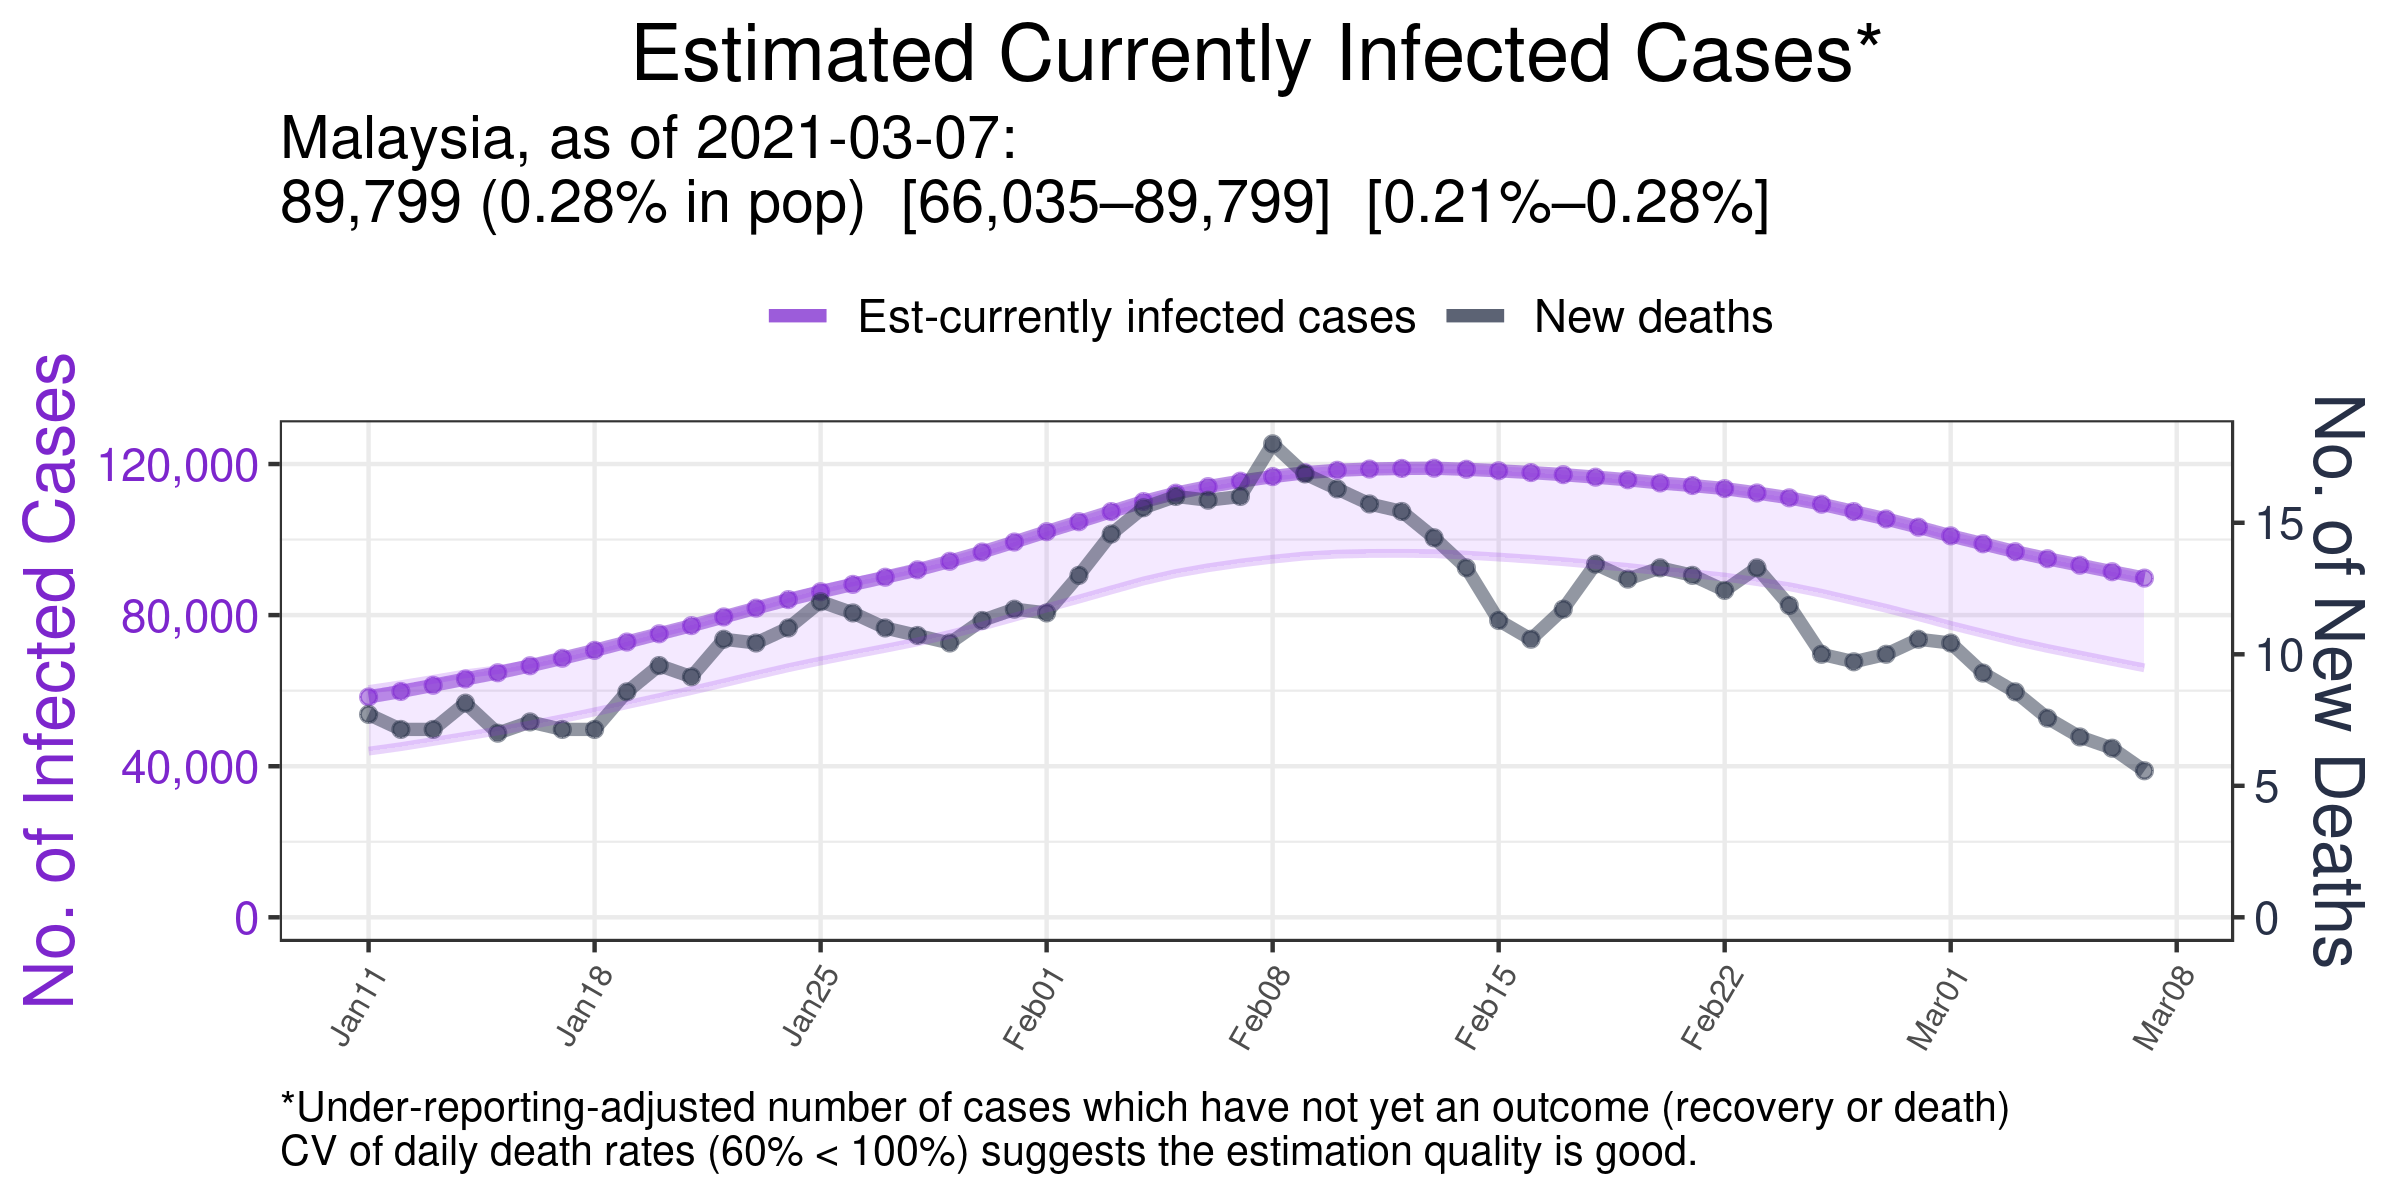 Estimated Currently Infected Cases*
Malaysia, as of 2021-03-07:
89,799 (0.28% in pop)  [66,035–89,799]  [0.21%–0.28%]
Est-currently infected cases
New deaths
No. of Infected Cases
120,000
80,000
40,000
0
No. of New Deaths
15
10
5
0
Jan11
Jan18
Jan25
Feb01
Feb08
Feb15
Feb22
Mar01
Mar08
*Under-reporting-adjusted number of cases which have not yet an outcome (recovery or death)
CV of daily death rates (60% < 100%) suggests the estimation quality is good.